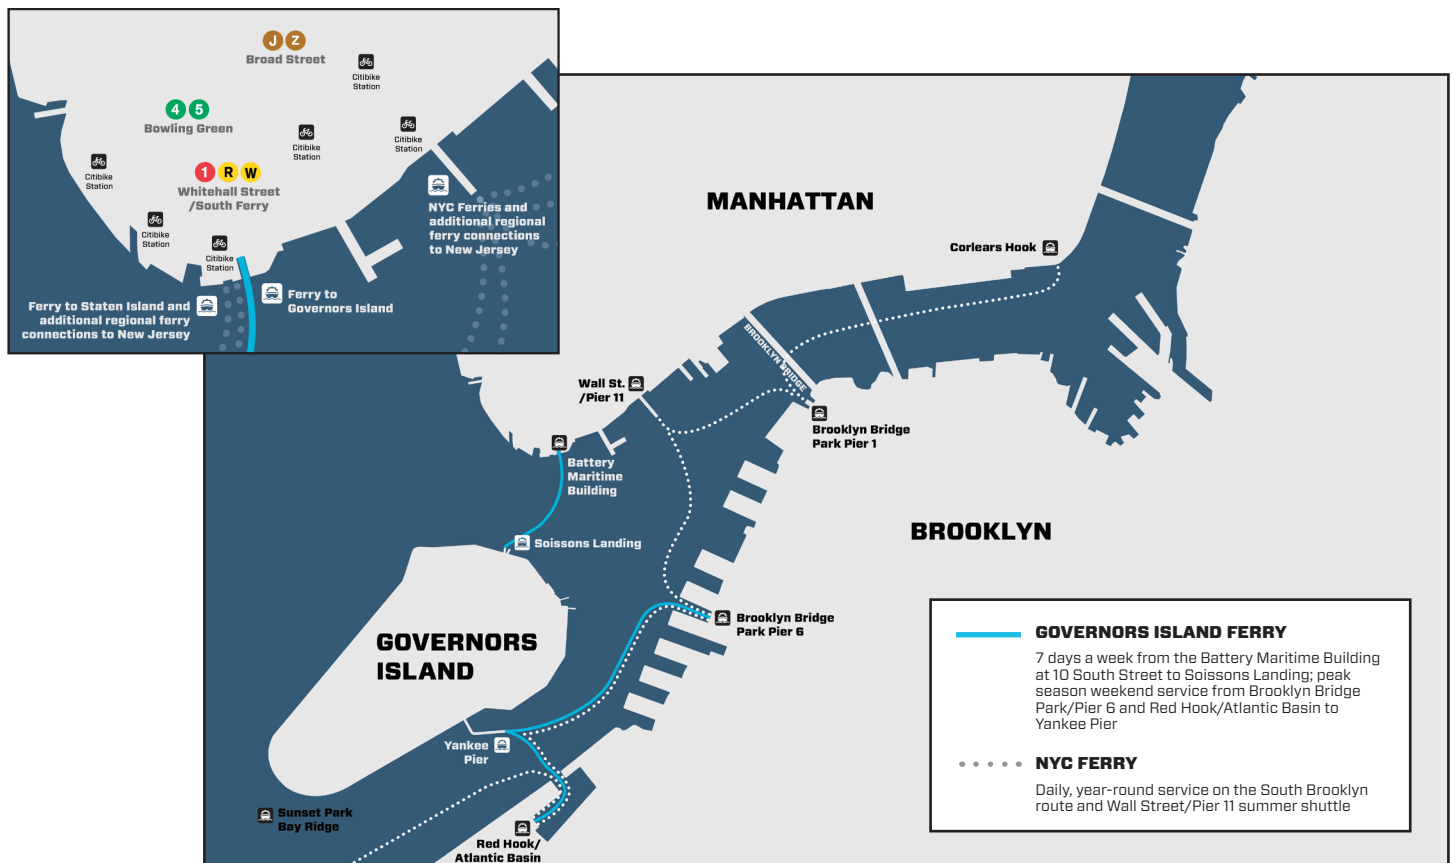 J Z
Broad Street
Citibike
Station
4 5
Bowling Green
Citibike
Station
Citibike
Station
Citibike
Station
1 R W
Whitehall Street
/South Ferry
Citibike
Station
Citibike
Station
NYC Ferries and
additional regional
ferry connections
to New Jersey
Ferry to Staten Island and
additional regional ferry
connections to New Jersey
Ferry to
Governors Island
MANHATTAN
Corlears Hook
BROOKLYN BRIDGE
Wall St.
/Pier 11
Brooklyn Bridge
Park Pier 1
Battery
Maritime
Building
Soissons Landing
BROOKLYN
GOVERNORS
ISLAND
Brooklyn Bridge
Park Pier 6
Yankee
Pier
Sunset Park
Bay Ridge
Red Hook/
Atlantic Basin
GOVERNORS ISLAND FERRY
7 days a week from the Battery Maritime Building
at 10 South Street to Soissons Landing; peak
season weekend service from Brooklyn Bridge
Park/Pier 6 and Red Hook/Atlantic Basin to
Yankee Pier
NYC FERRY
Daily, year-round service on the South Brooklyn
route and Wall Street/Pier 11 summer shuttle